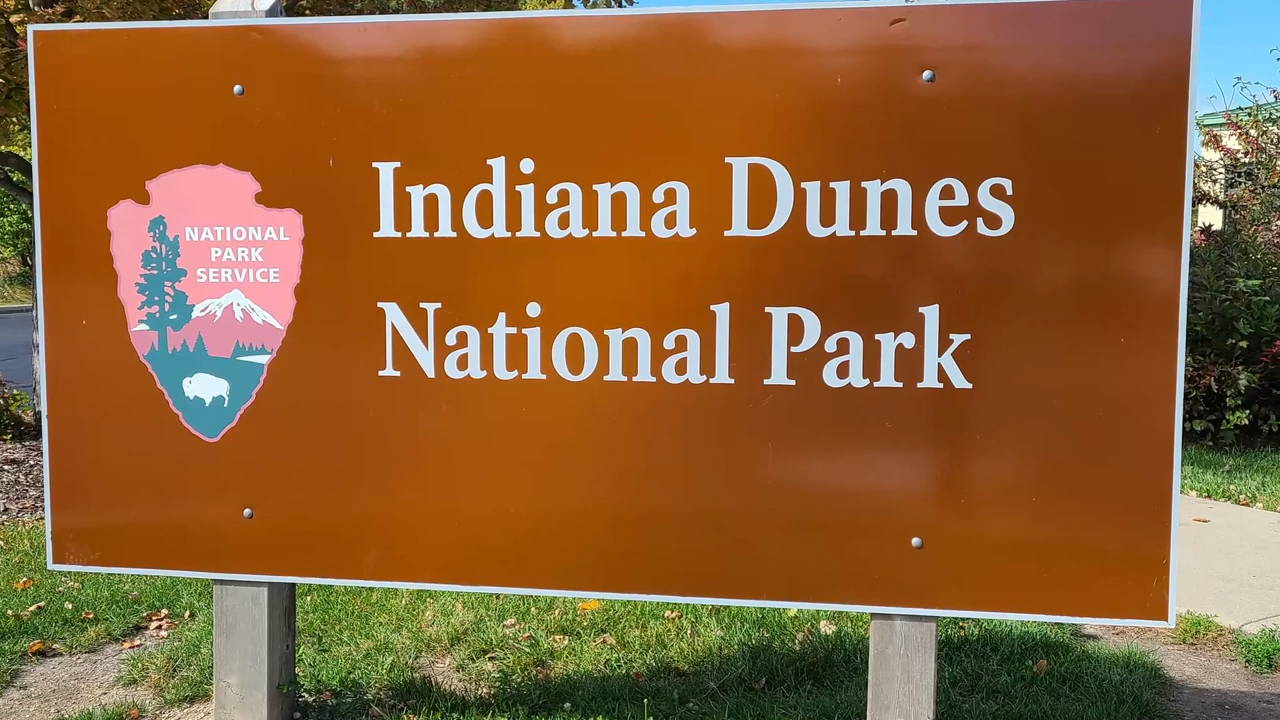 NATIONAL
PARK
SERVICE
Indiana Dunes
National Park